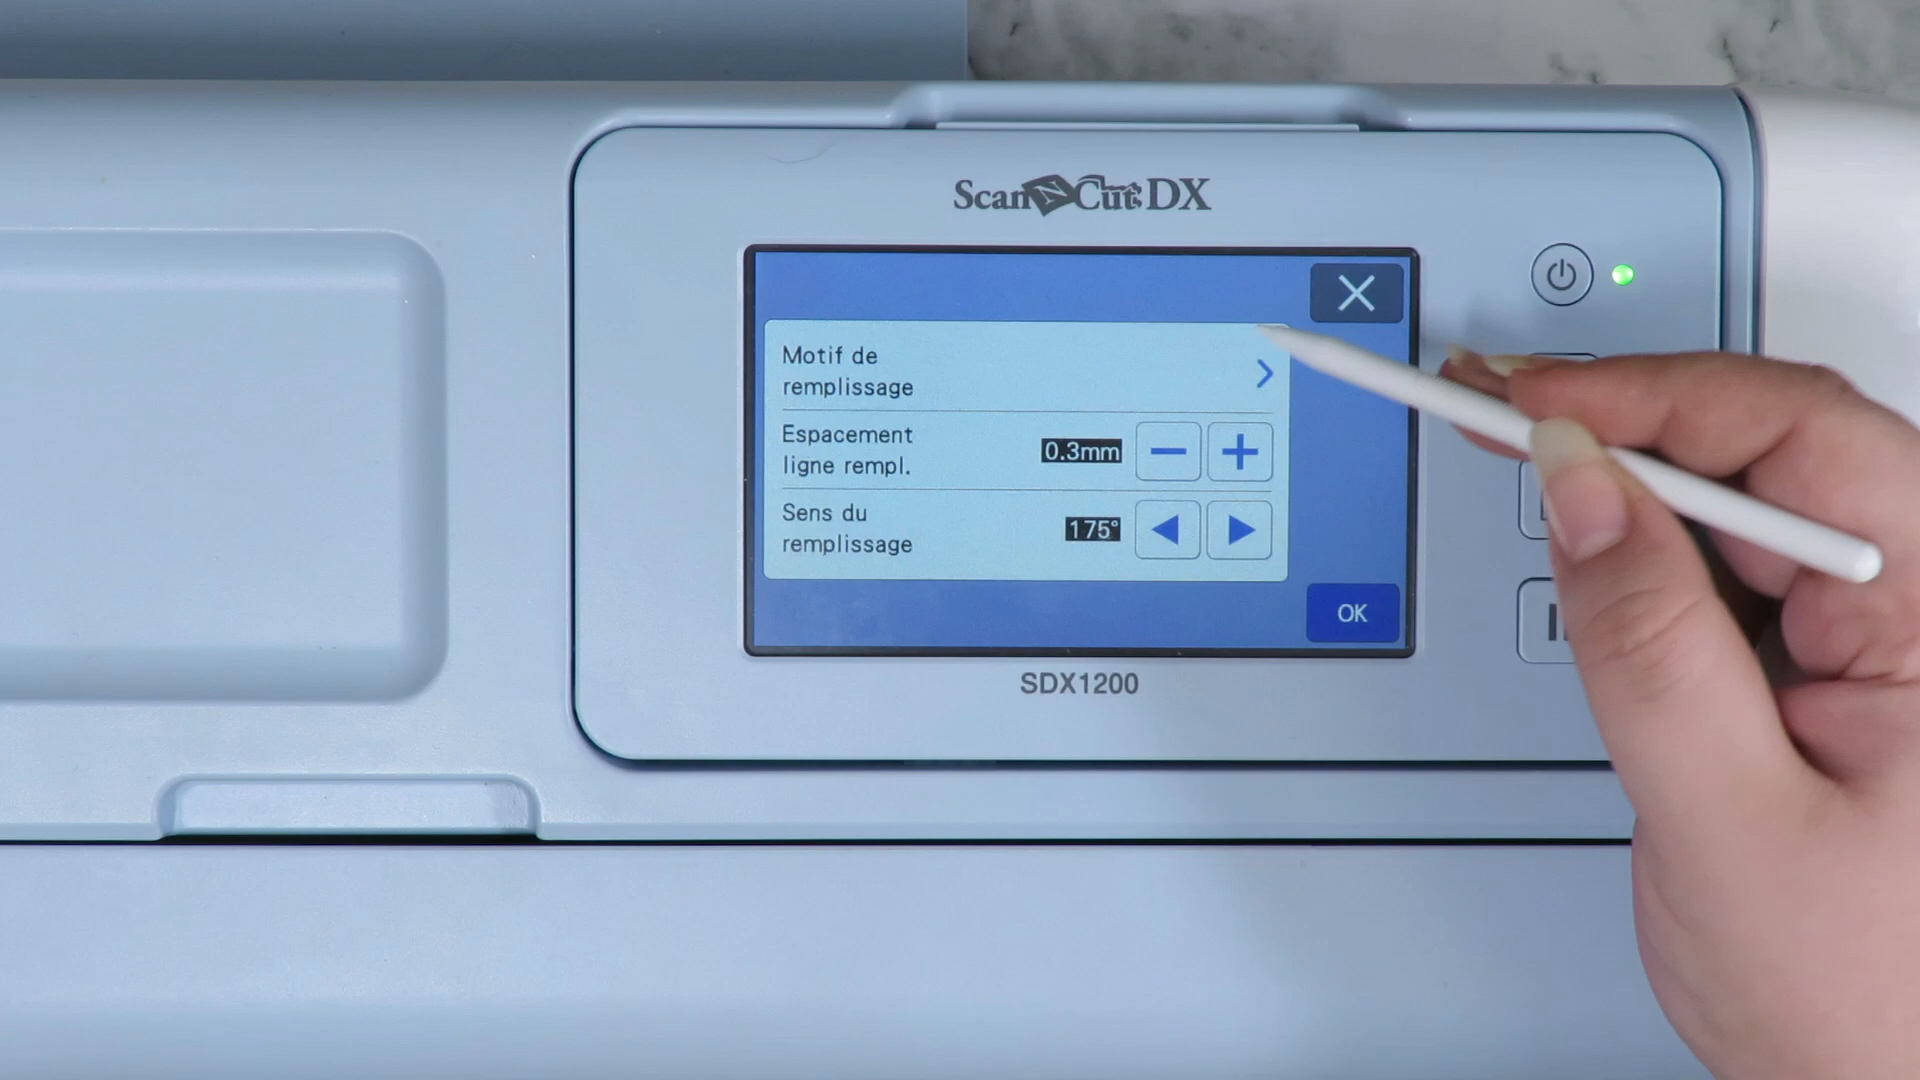 ScanNCut DX
Motif de
remplissage
Espacement
ligne rempl.
0.3mm
Sens du
remplissage
175°
OK
SDX1200